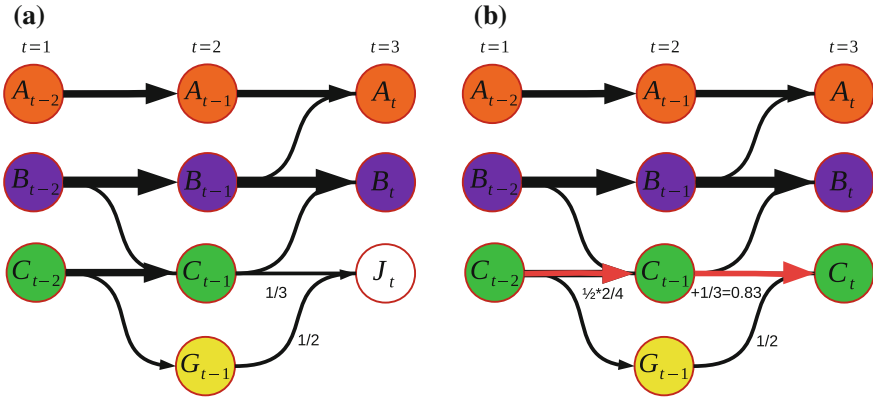 (a)
(b)
t=1 t=2 t=3
t=1 t=2 t=3
A_{t−2} A_{t−1} A_t
A_{t−2} A_{t−1} A_t
B_{t−2} B_{t−1} B_t
B_{t−2} B_{t−1} B_t
C_{t−2} C_{t−1} J_t
C_{t−2} C_{t−1} C_t
1/3
½*2/4 +1/3=0.83
1/2
1/2
G_{t−1}
G_{t−1}